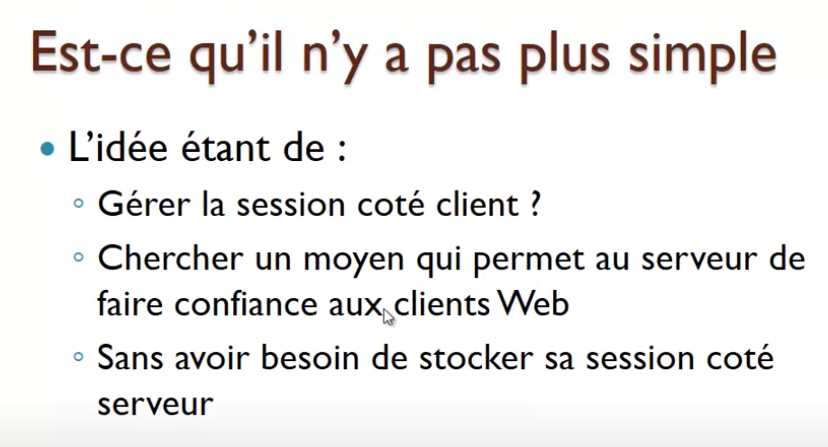 Est-ce qu’il n’y a pas plus simple
• L’idée étant de :
◦ Gérer la session coté client ?
◦ Chercher un moyen qui permet au serveur de
faire confiance aux clients Web
◦ Sans avoir besoin de stocker sa session coté
serveur